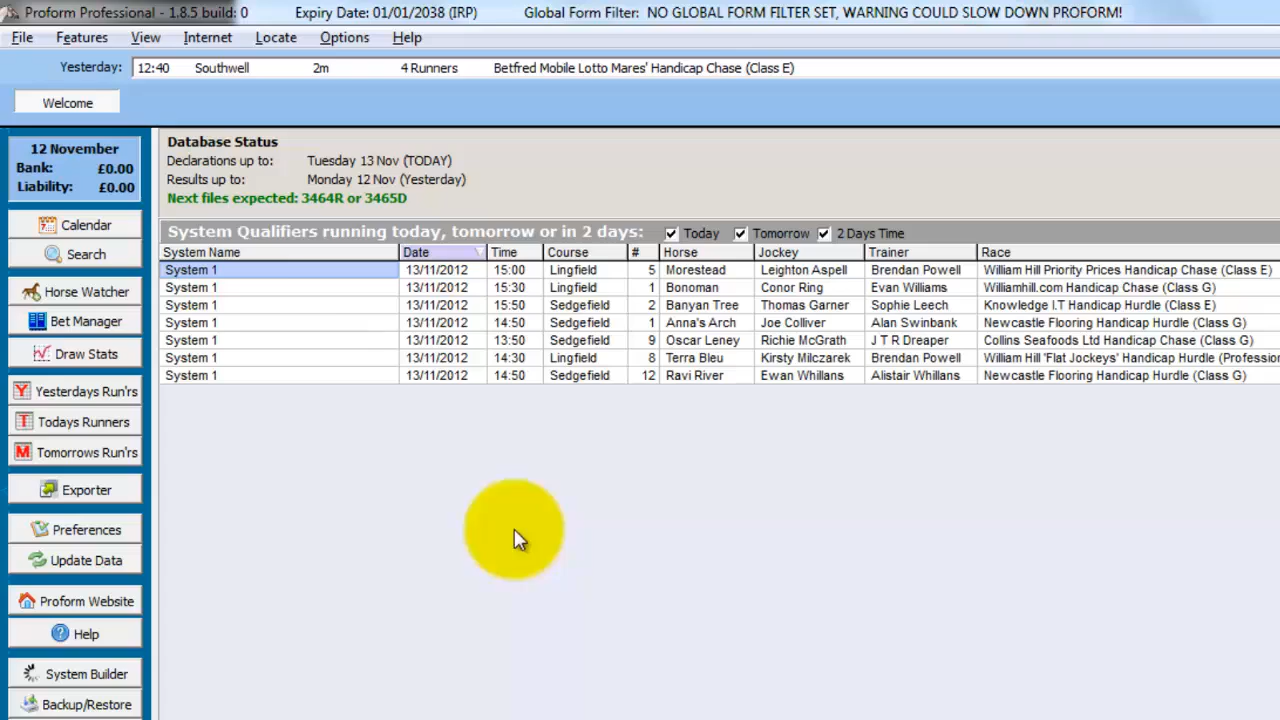 Proform Professional - 1.8.5 build: 0 Expiry Date: 01/01/2038 (IRP) Global Form Filter: NO GLOBAL FORM FILTER SET, WARNING COULD SLOW DOWN PROFORM!
File Features View Internet Locate Options Help
Yesterday: 12:40 Southwell 2m 4 Runners Betfred Mobile Lotto Mares' Handicap Chase (Class E)
Welcome
12 November
Bank: £0.00
Liability: £0.00
Calendar
Search
Horse Watcher
Bet Manager
Draw Stats
Y Yesterdays Run'rs
T Todays Runners
M Tomorrows Run'rs
Exporter
Preferences
Update Data
Proform Website
Help
System Builder
Backup/Restore
Database Status
Declarations up to: Tuesday 13 Nov (TODAY)
Results up to: Monday 12 Nov (Yesterday)
Next files expected: 3464R or 3465D
System Qualifiers running today, tomorrow or in 2 days: Today Tomorrow 2 Days Time
System Name Date Time Course # Horse Jockey Trainer Race
System 1 13/11/2012 15:00 Lingfield 5 Morestead Leighton Aspell Brendan Powell William Hill Priority Prices Handicap Chase (Class E)
System 1 13/11/2012 15:30 Lingfield 1 Bonoman Conor Ring Evan Williams Williamhill.com Handicap Chase (Class G)
System 1 13/11/2012 15:50 Sedgefield 2 Banyan Tree Thomas Garner Sophie Leech Knowledge I.T Handicap Hurdle (Class E)
System 1 13/11/2012 14:50 Sedgefield 1 Anna's Arch Joe Colliver Alan Swinbank Newcastle Flooring Handicap Hurdle (Class G)
System 1 13/11/2012 13:50 Sedgefield 9 Oscar Leney Richie McGrath J T R Dreaper Collins Seafoods Ltd Handicap Chase (Class G)
System 1 13/11/2012 14:30 Lingfield 8 Terra Bleu Kirsty Milczarek Brendan Powell William Hill 'Flat Jockeys' Handicap Hurdle (Professio
System 1 13/11/2012 14:50 Sedgefield 12 Ravi River Ewan Whillans Alistair Whillans Newcastle Flooring Handicap Hurdle (Class G)